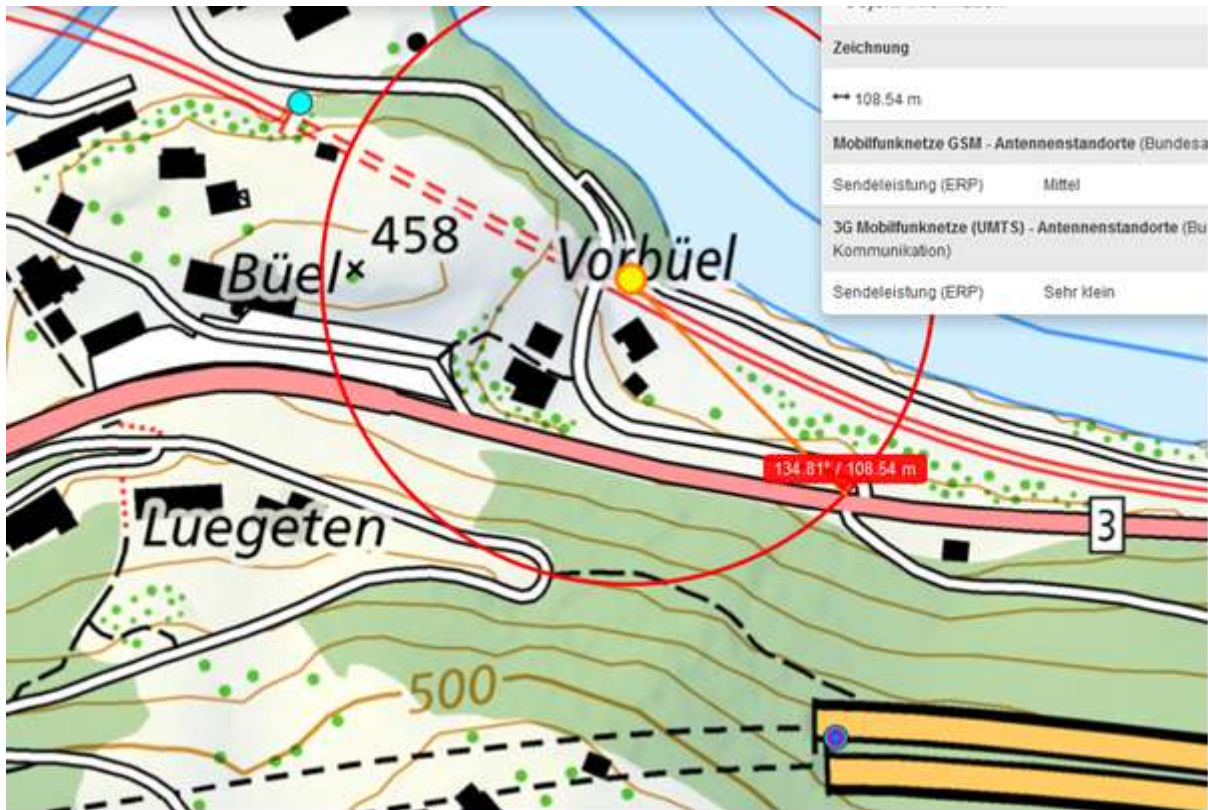 Zeichnung
↔ 108.54 m
Mobilfunknetze GSM - Antennenstandorte (Bundesa
Sendeleistung (ERP) Mittel
3G Mobilfunknetze (UMTS) - Antennenstandorte (Bu
Kommunikation)
Sendeleistung (ERP) Sehr klein
458
Vorbüel
Büel
134.81° / 108.54 m
Luegeten
3
500